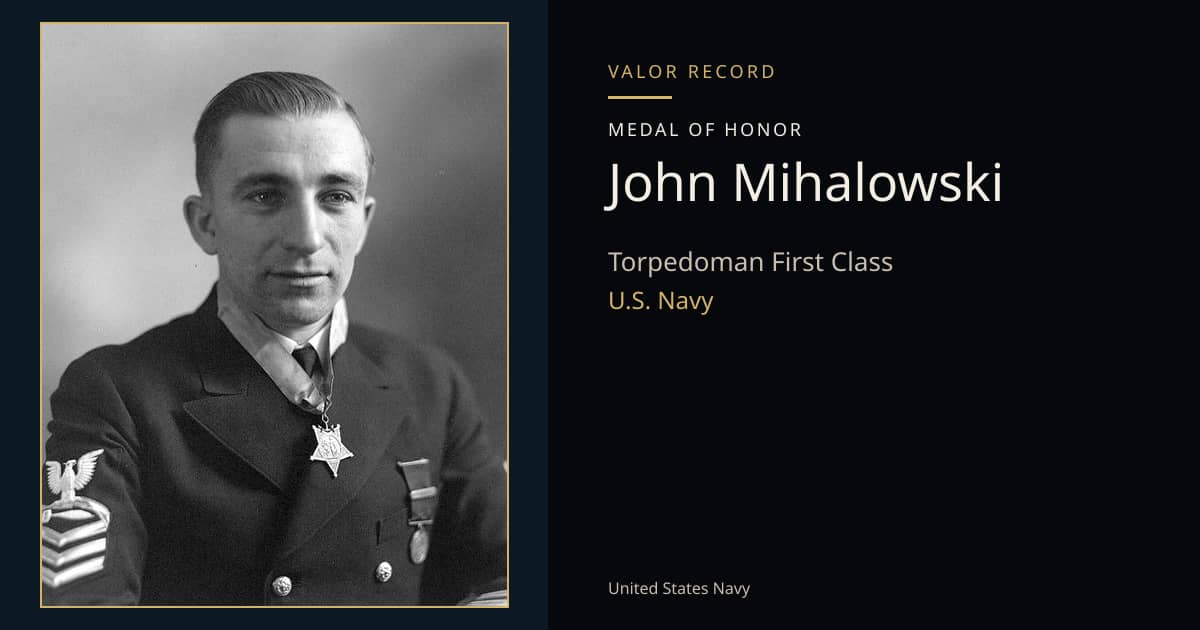 VALOR RECORD
MEDAL OF HONOR
John Mihalowski
Torpedoman First Class
U.S. Navy
United States Navy